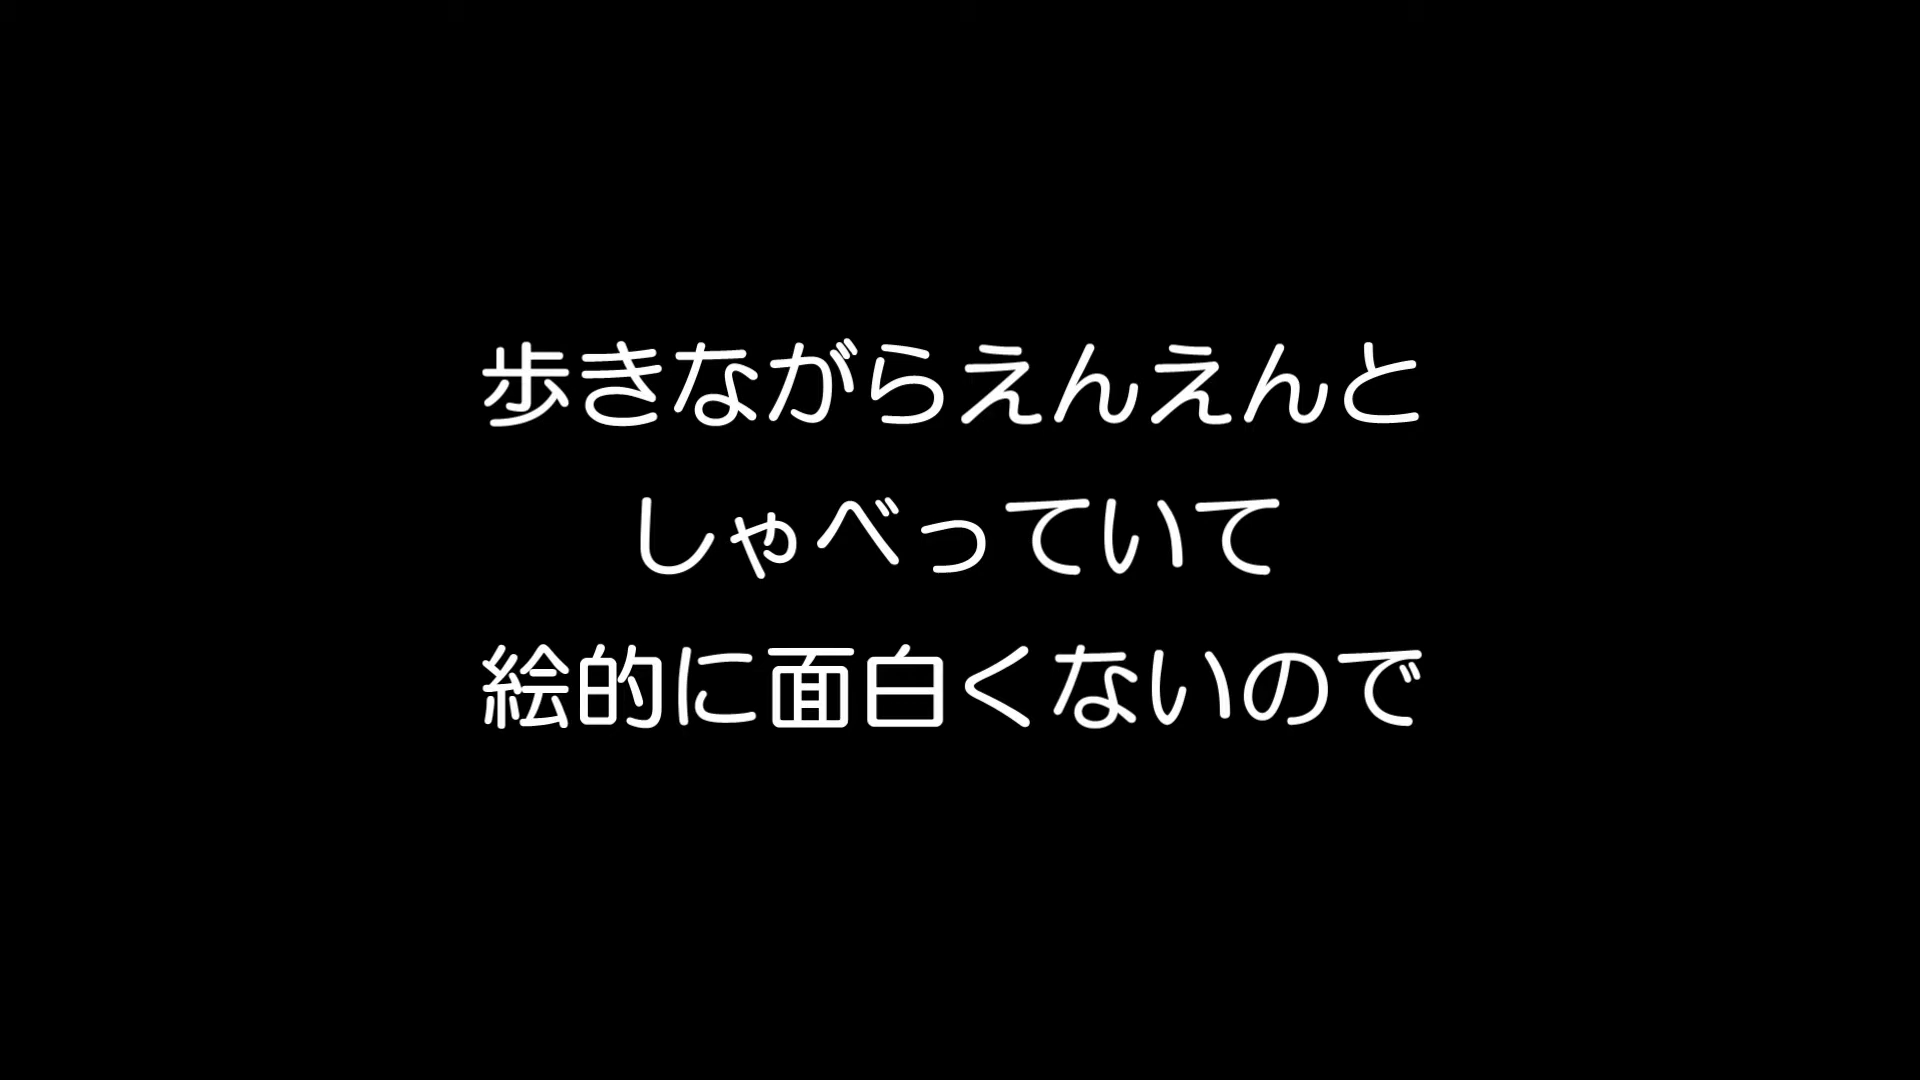 歩きながらえんえんと
しゃべっていて
絵的に面白くないので